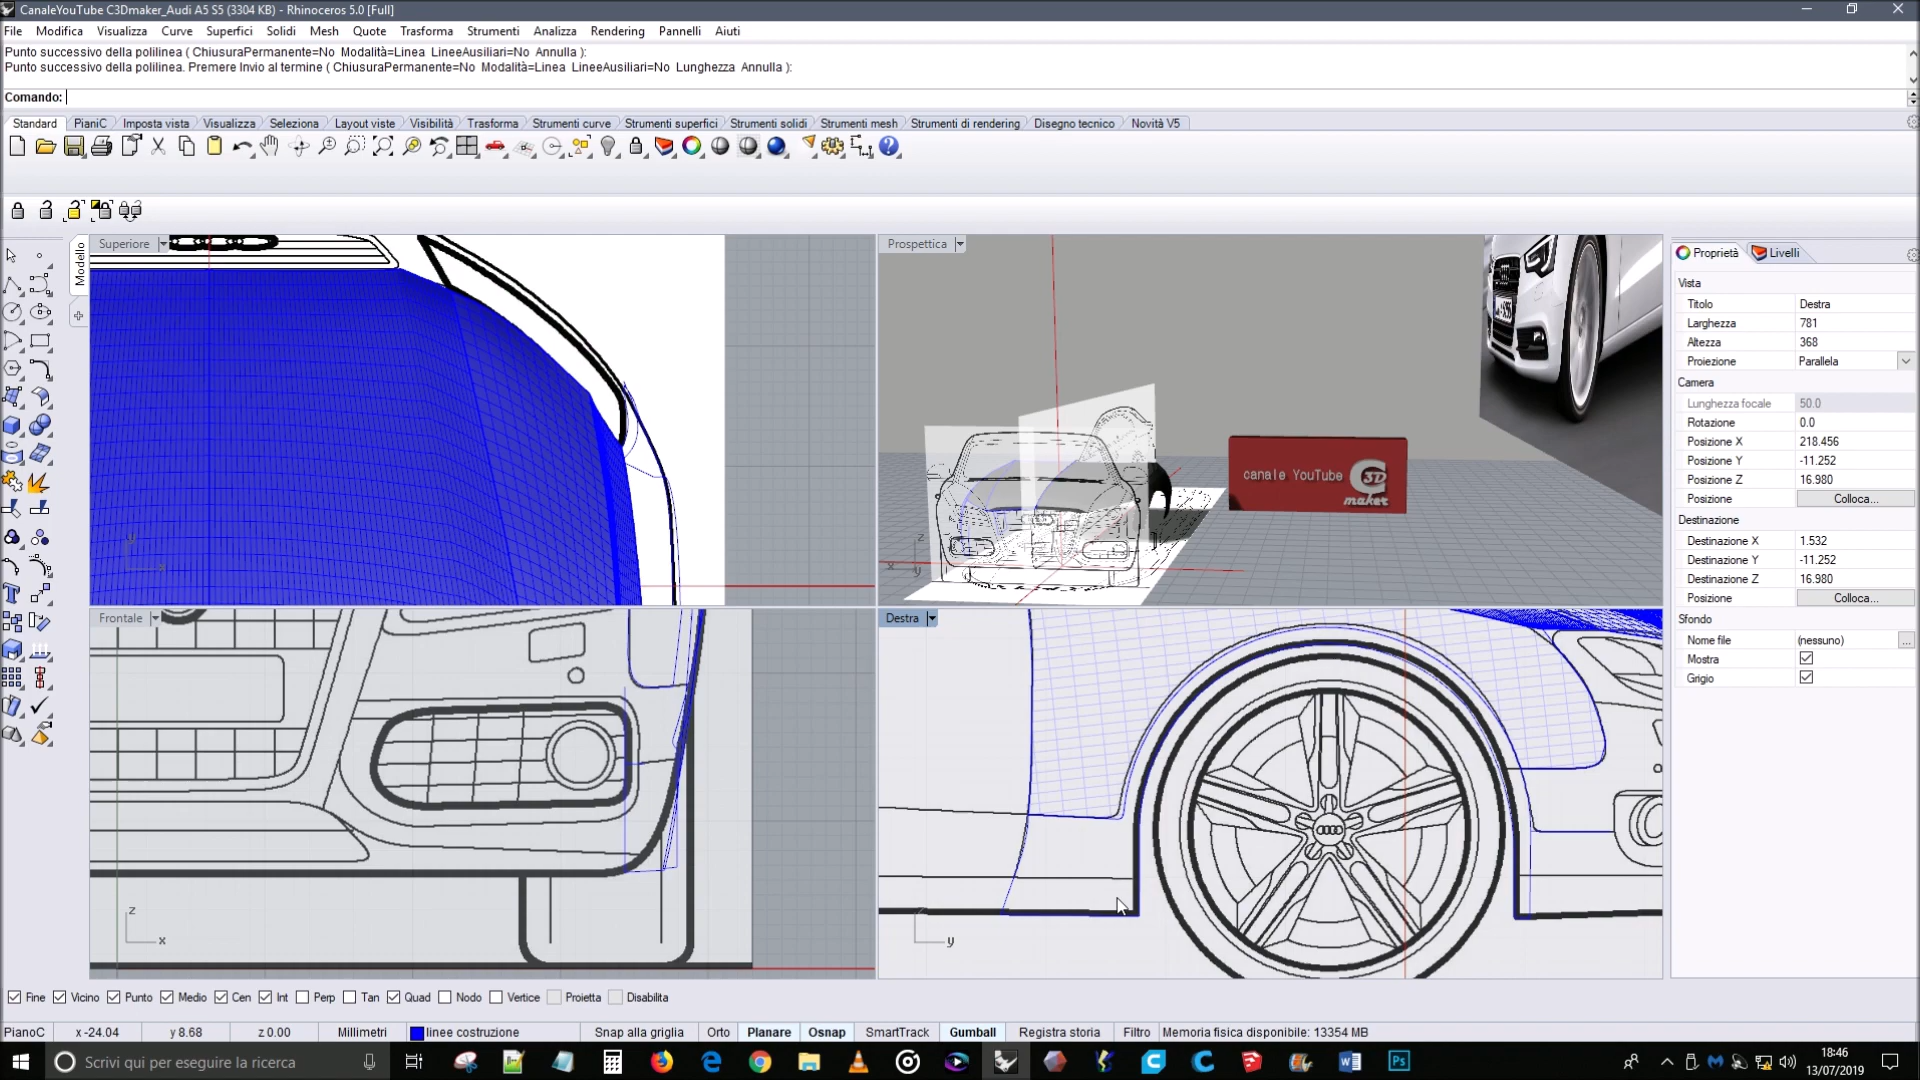 CanaleYouTube C3Dmaker_Audi A5 S5 (3304 KB) - Rhinoceros 5.0 [Full]
File Modifica Visualizza Curve Superfici Solidi Mesh Quote Trasforma Strumenti Analizza Rendering Pannelli Aiuti
Punto successivo della polilinea ( ChiusuraPermanente=No Modalità=Linea LineeAusiliari=No Annulla ):
Punto successivo della polilinea. Premere Invio al termine ( ChiusuraPermanente=No Modalità=Linea LineeAusiliari=No Lunghezza Annulla ):
Comando:
Standard PianiC Imposta vista Visualizza Seleziona Layout viste Visibilità Trasforma Strumenti curve Strumenti superfici Strumenti solidi Strumenti mesh Strumenti di rendering Disegno tecnico Novità V5
Modello
Superiore
Prospettica
canale YouTube 3D
maker
Frontale
Destra
z
x
y
Proprietà Livelli
Vista
Titolo Destra
Larghezza 781
Altezza 368
Proiezione Parallela
Camera
Lunghezza focale 50.0
Rotazione 0.0
Posizione X 218.456
Posizione Y -11.252
Posizione Z 16.980
Posizione Colloca...
Destinazione
Destinazione X 1.532
Destinazione Y -11.252
Destinazione Z 16.980
Posizione Colloca...
Sfondo
Nome file (nessuno) ...
Mostra
Grigio
Fine Vicino Punto Medio Cen Int Perp Tan Quad Nodo Vertice Proietta Disabilita
PianoC x -24.04 y 8.68 z 0.00 Millimetri linee costruzione Snap alla griglia Orto Planare Osnap SmartTrack Gumball Registra storia Filtro Memoria fisica disponibile: 13354 MB
Scrivi qui per eseguire la ricerca
18:46
13/07/2019